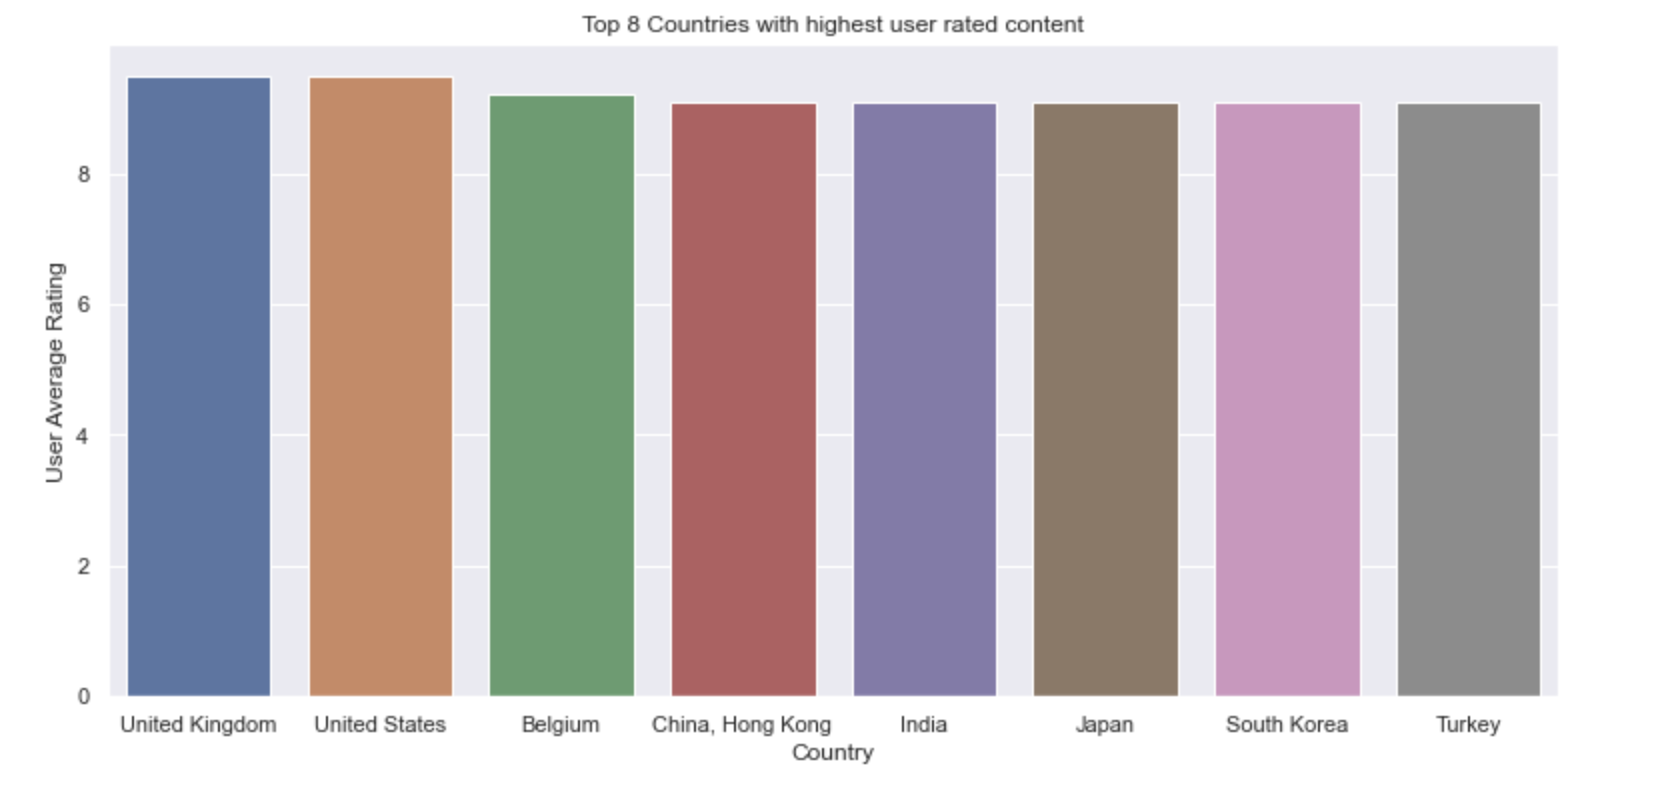 Top 8 Countries with highest user rated content
User Average Rating
8
6
4
2
0
United Kingdom United States Belgium China, Hong Kong India Japan South Korea Turkey
Country